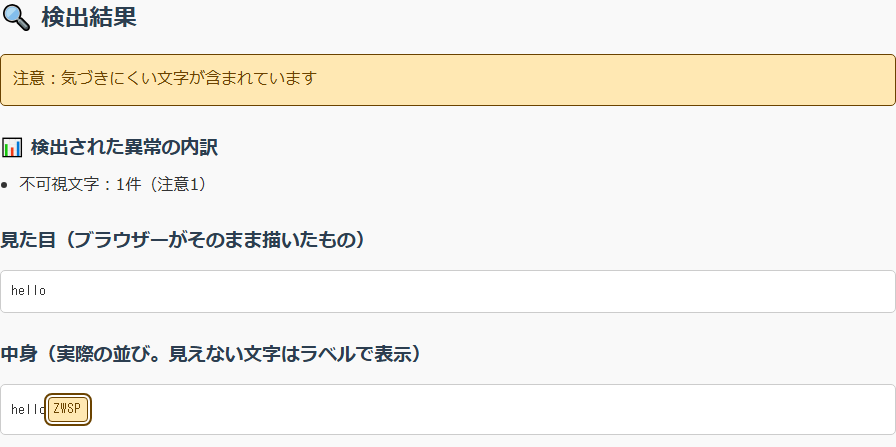 🔍 検出結果
注意：気づきにくい文字が含まれています
📊 検出された異常の内訳
• 不可視文字：1件（注意1）
見た目（ブラウザーがそのまま描いたもの）
hello
中身（実際の並び。見えない文字はラベルで表示）
hello ZWSP